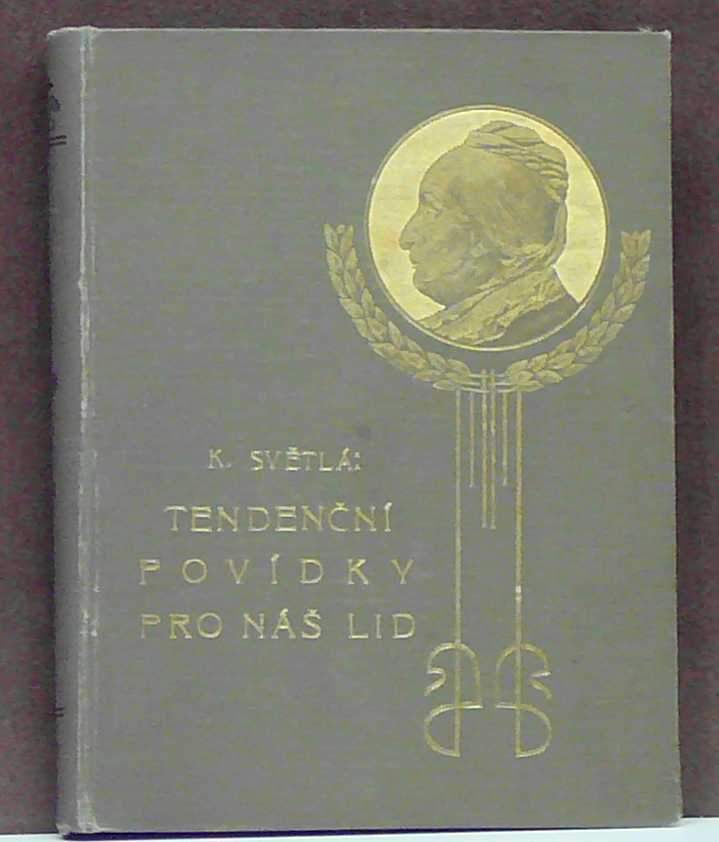 K. SVĚTLÁ:
TENDENČNÍ
POVÍDKY
PRO NÁŠ LID